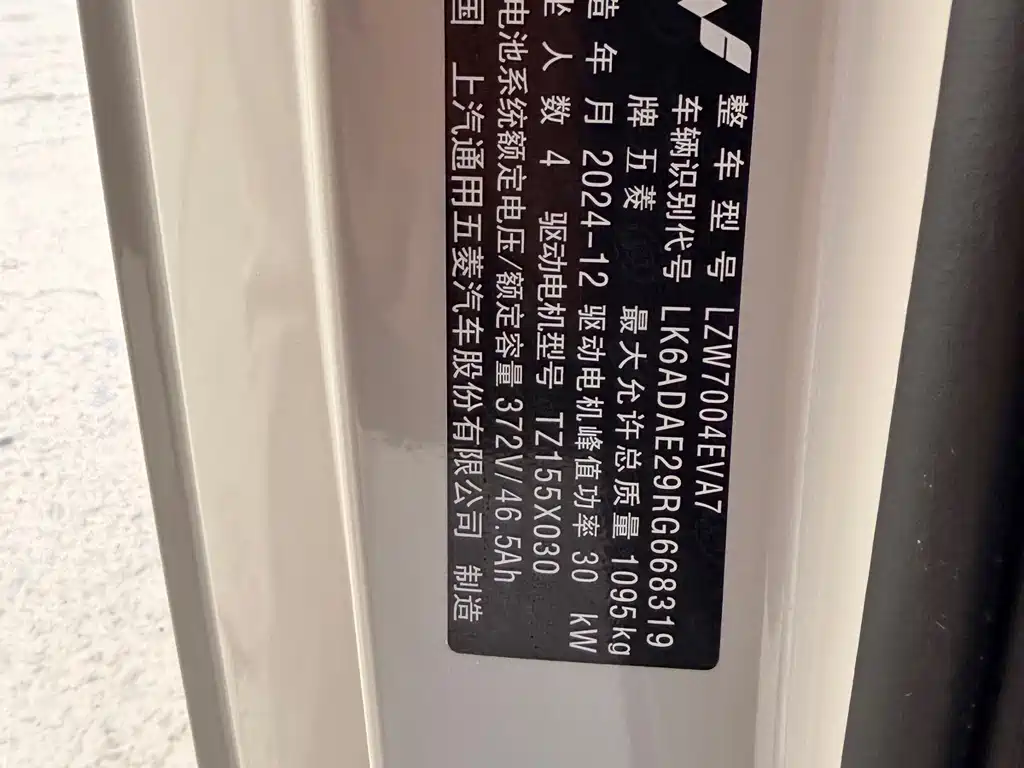 整车型号 LZW7004EVA7
车辆识别代号 LK6ADAE29RG668319
牌 五菱 最大允许总质量 1095kg
造年月 2024-12 驱动电机峰值功率 30 kW
坐人数 4 驱动电机型号 TZ155X030
电池系统额定电压/额定容量 372V/46.5Ah
国 上汽通用五菱汽车股份有限公司 制造